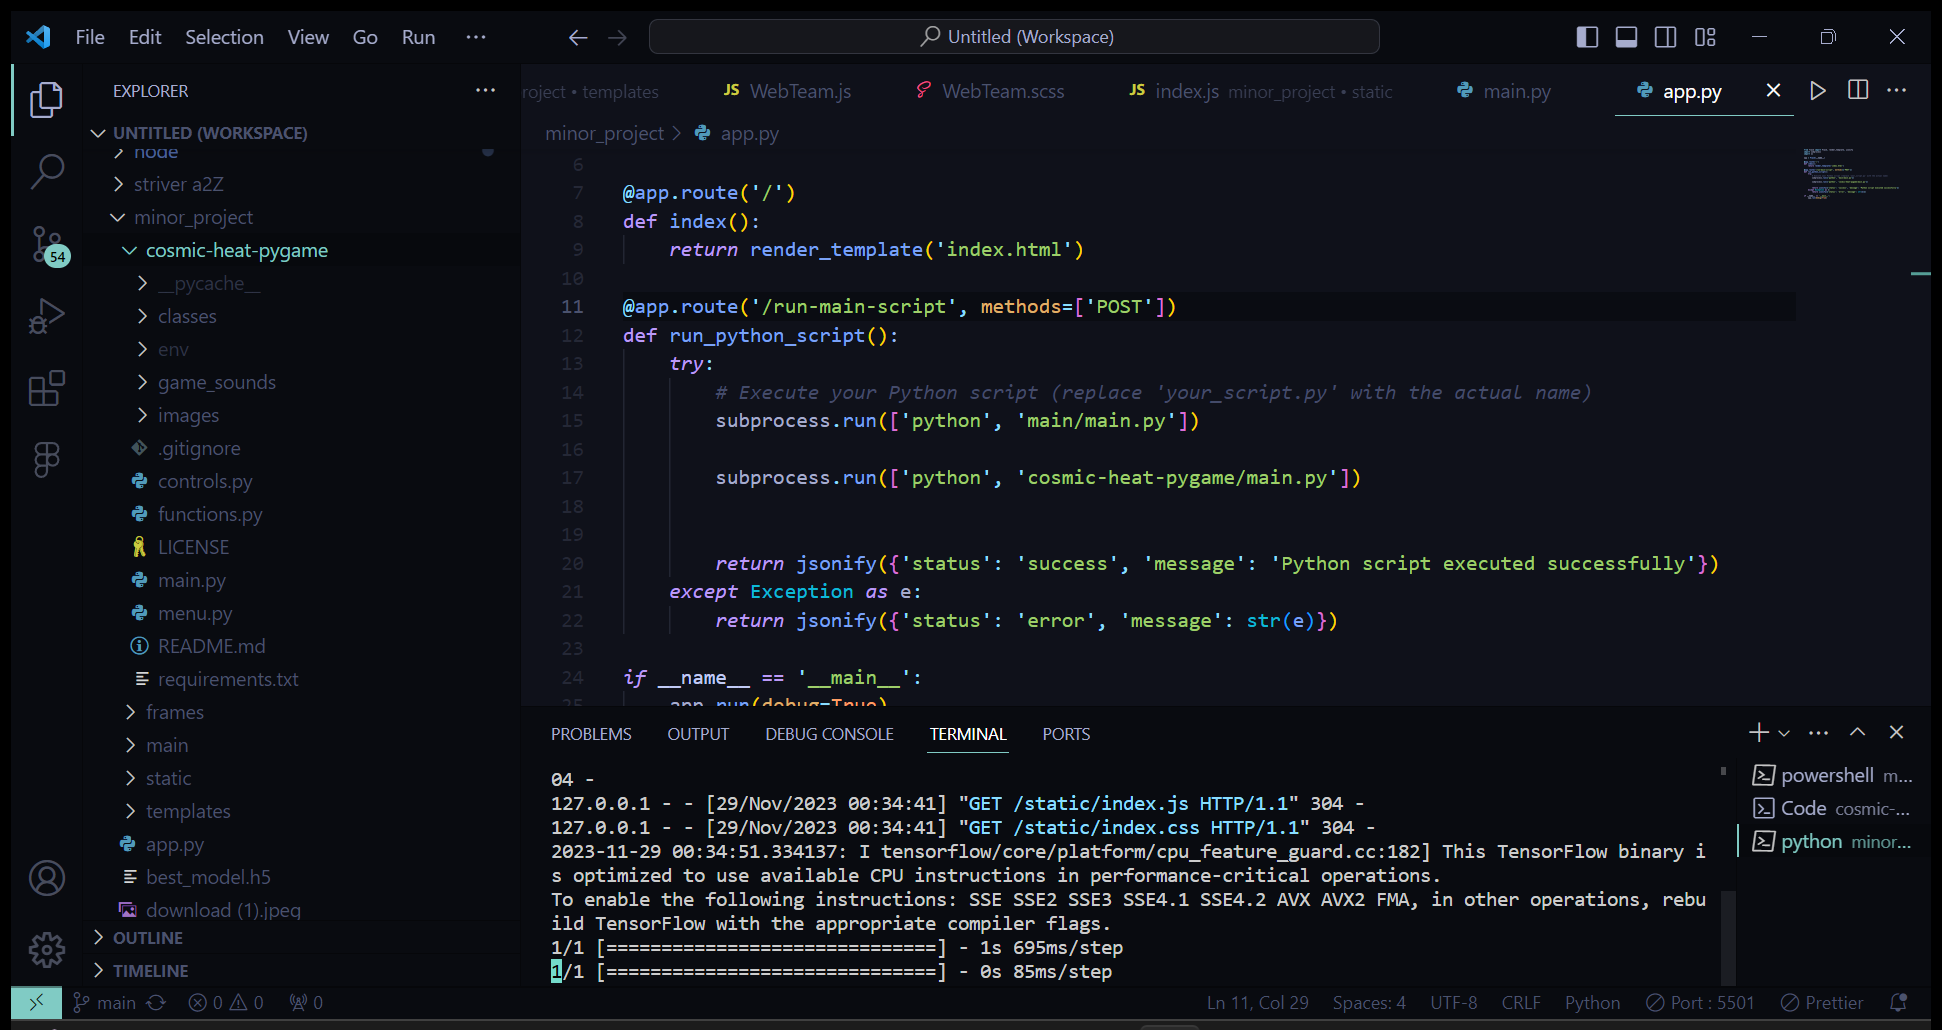 File Edit Selection View Go Run ··· Untitled (Workspace)
EXPLORER ···
UNTITLED (WORKSPACE)
node
striver a2Z
minor_project
cosmic-heat-pygame
__pycache__
classes
env
game_sounds
images
.gitignore
controls.py
functions.py
LICENSE
main.py
menu.py
README.md
requirements.txt
frames
main
static
templates
app.py
best_model.h5
download (1).jpeg
OUTLINE
TIMELINE
54
roject • templates JS WebTeam.js WebTeam.scss JS index.js minor_project • static main.py app.py
minor_project > app.py
6
7 @app.route('/')
8 def index():
9 return render_template('index.html')
10
11 @app.route('/run-main-script', methods=['POST'])
12 def run_python_script():
13 try:
14 # Execute your Python script (replace 'your_script.py' with the actual name)
15 subprocess.run(['python', 'main/main.py'])
16
17 subprocess.run(['python', 'cosmic-heat-pygame/main.py'])
18
19
20 return jsonify({'status': 'success', 'message': 'Python script executed successfully'})
21 except Exception as e:
22 return jsonify({'status': 'error', 'message': str(e)})
23
24 if __name__ == '__main__':
25 app.run(debug=True)
PROBLEMS OUTPUT DEBUG CONSOLE TERMINAL PORTS
04 -
127.0.0.1 - - [29/Nov/2023 00:34:41] "GET /static/index.js HTTP/1.1" 304 -
127.0.0.1 - - [29/Nov/2023 00:34:41] "GET /static/index.css HTTP/1.1" 304 -
2023-11-29 00:34:51.334137: I tensorflow/core/platform/cpu_feature_guard.cc:182] This TensorFlow binary i
s optimized to use available CPU instructions in performance-critical operations.
To enable the following instructions: SSE SSE2 SSE3 SSE4.1 SSE4.2 AVX AVX2 FMA, in other operations, rebu
ild TensorFlow with the appropriate compiler flags.
1/1 [==============================] - 1s 695ms/step
1/1 [==============================] - 0s 85ms/step
powershell m...
Code cosmic-...
python minor...
main 0 0 0 Ln 11, Col 29 Spaces: 4 UTF-8 CRLF Python Port : 5501 Prettier